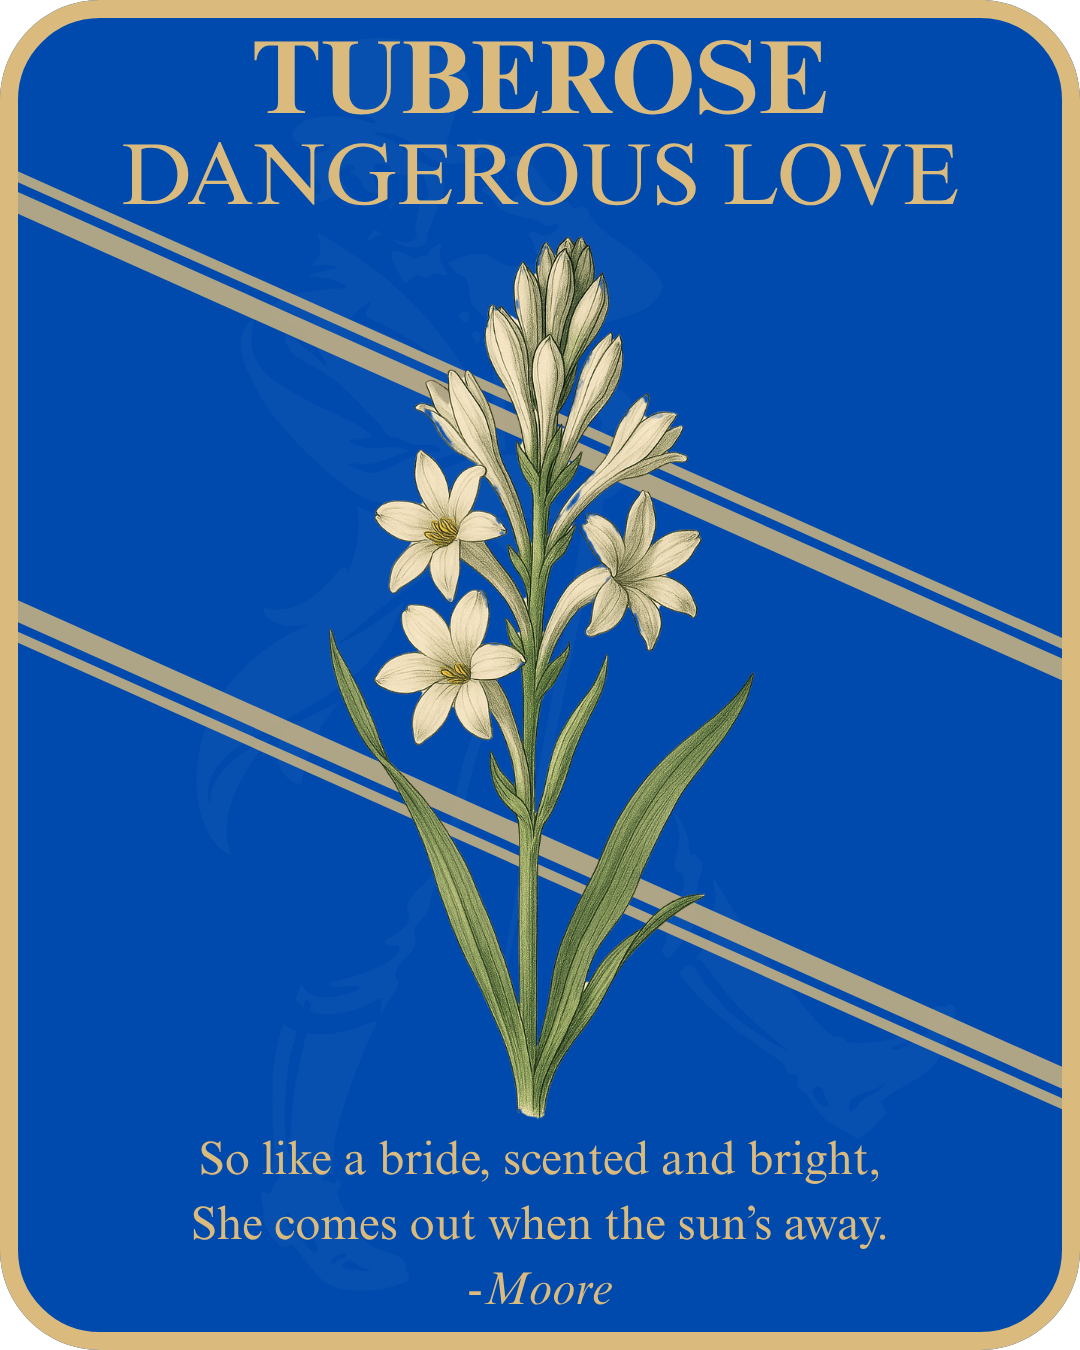 TUBEROSE
DANGEROUS LOVE
So like a bride, scented and bright,
She comes out when the sun’s away.
-Moore